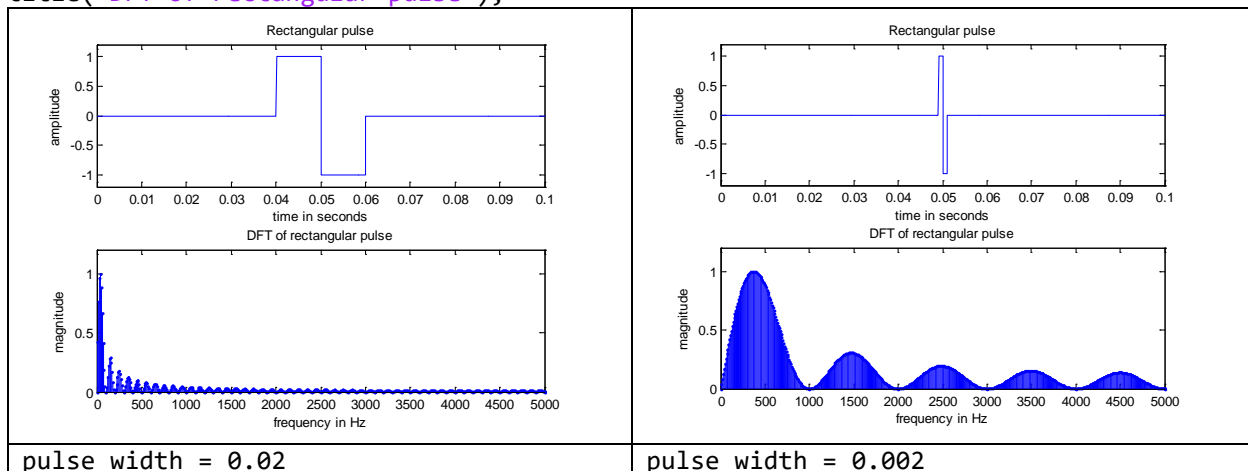 title('DFT of rectangular pulse');
Rectangular pulse
1
0.5
0
-0.5
-1
amplitude
0 0.01 0.02 0.03 0.04 0.05 0.06 0.07 0.08 0.09 0.1
time in seconds
DFT of rectangular pulse
1
0.5
0
magnitude
0 500 1000 1500 2000 2500 3000 3500 4000 4500 5000
frequency in Hz
pulse width = 0.02
Rectangular pulse
1
0.5
0
-0.5
-1
amplitude
0 0.01 0.02 0.03 0.04 0.05 0.06 0.07 0.08 0.09 0.1
time in seconds
DFT of rectangular pulse
1
0.5
0
magnitude
0 500 1000 1500 2000 2500 3000 3500 4000 4500 5000
frequency in Hz
pulse width = 0.002